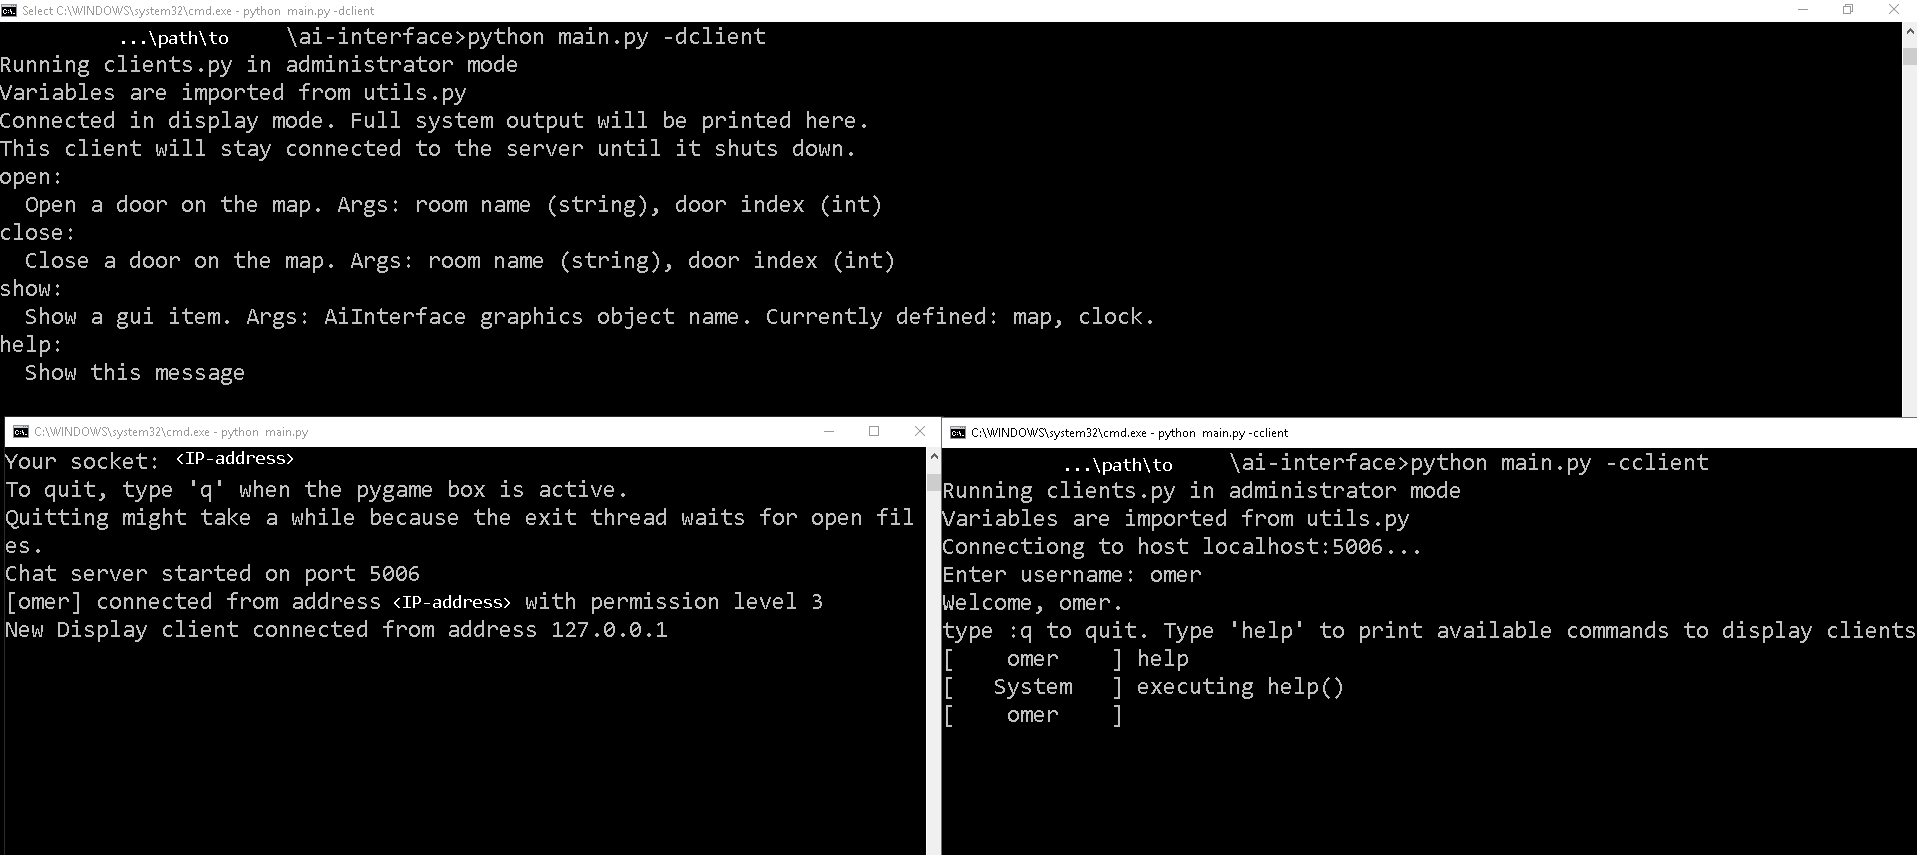 Select C:\WINDOWS\system32\cmd.exe - python  main.py -dclient
...\path\to \ai-interface>python main.py -dclient
Running clients.py in administrator mode
Variables are imported from utils.py
Connected in display mode. Full system output will be printed here.
This client will stay connected to the server until it shuts down.
open:
  Open a door on the map. Args: room name (string), door index (int)
close:
  Close a door on the map. Args: room name (string), door index (int)
show:
  Show a gui item. Args: AiInterface graphics object name. Currently defined: map, clock.
help:
  Show this message
C:\WINDOWS\system32\cmd.exe - python  main.py
Your socket: <IP-address>
To quit, type 'q' when the pygame box is active.
Quitting might take a while because the exit thread waits for open fil
es.
Chat server started on port 5006
[omer] connected from address <IP-address> with permission level 3
New Display client connected from address 127.0.0.1
C:\WINDOWS\system32\cmd.exe - python  main.py -cclient
...\path\to \ai-interface>python main.py -cclient
Running clients.py in administrator mode
Variables are imported from utils.py
Connectiong to host localhost:5006...
Enter username: omer
Welcome, omer.
type :q to quit. Type 'help' to print available commands to display clients
[    omer    ] help
[   System   ] executing help()
[    omer    ]